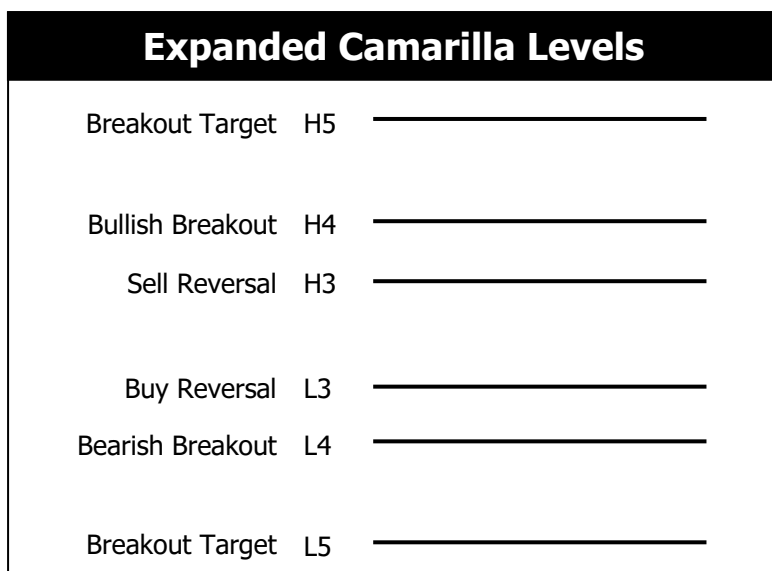 Expanded Camarilla Levels
Breakout Target H5
Bullish Breakout H4
Sell Reversal H3
Buy Reversal L3
Bearish Breakout L4
Breakout Target L5